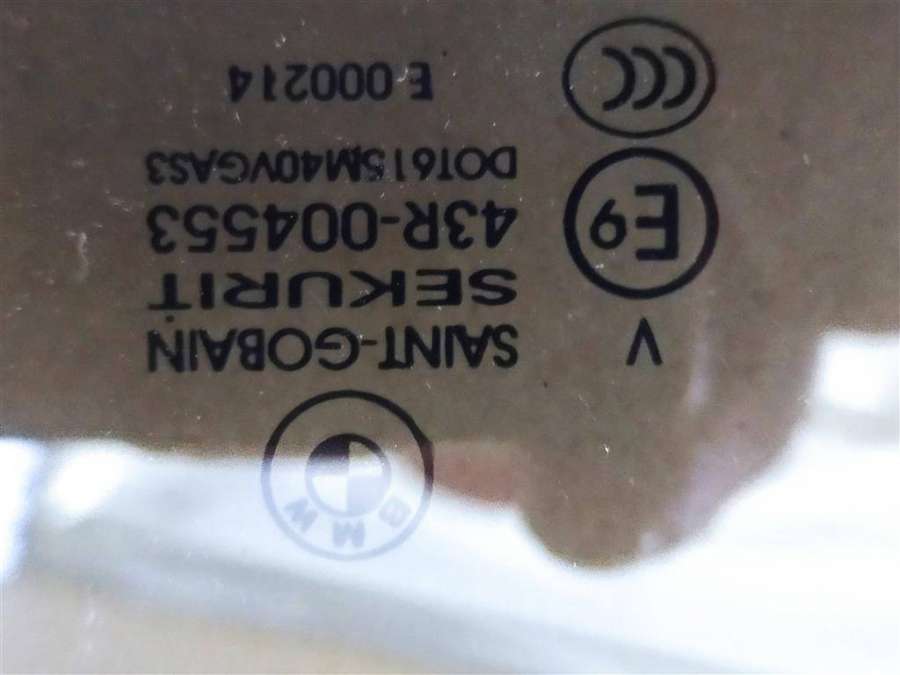 BMW
SAINT-GOBAIN
SEKURIT
43R-004553
DOT615M40VGAS3
E 000214
V
E9
CCC